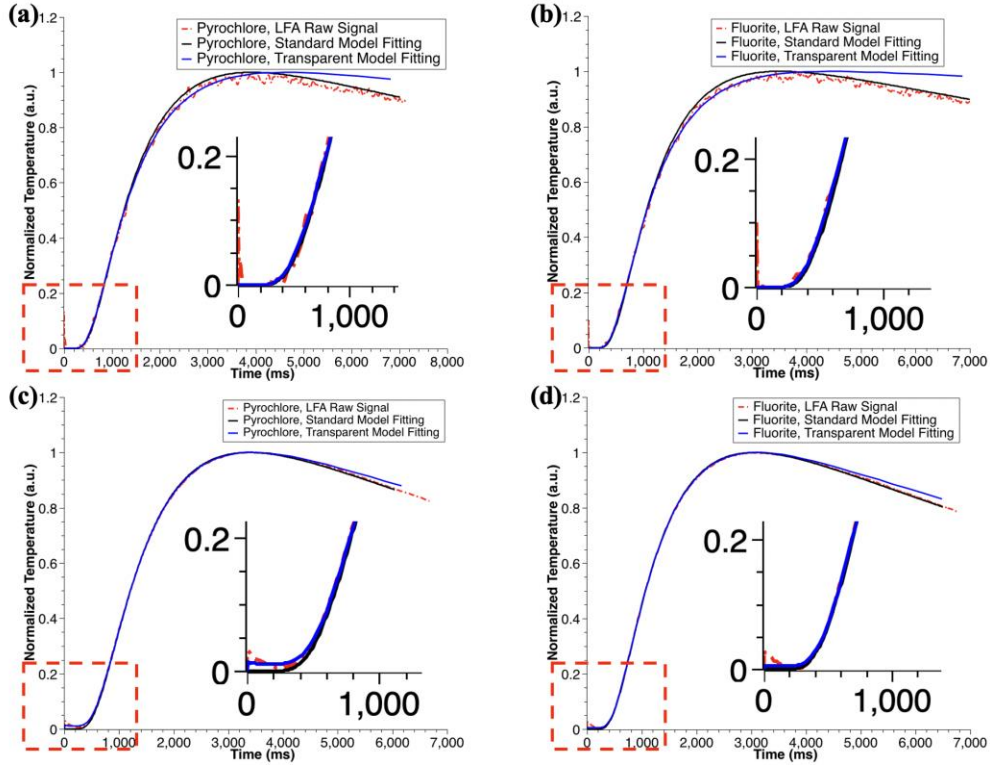 (a)
Pyrochlore, LFA Raw Signal
Pyrochlore, Standard Model Fitting
Pyrochlore, Transparent Model Fitting
Normalized Temperature (a.u.)
1.2
1
0.8
0.6
0.4
0.2
0
0.2
0
0 1,000
0 1,000 2,000 3,000 4,000 5,000 6,000 7,000
Time (ms)
(b)
Fluorite, LFA Raw Signal
Fluorite, Standard Model Fitting
Fluorite, Transparent Model Fitting
Normalized Temperature (a.u.)
1.2
1
0.8
0.6
0.4
0.2
0
0.2
0
0 1,000
0 1,000 2,000 3,000 4,000 5,000 6,000 7,000
Time (ms)
(c)
Pyrochlore, LFA Raw Signal
Pyrochlore, Standard Model Fitting
Pyrochlore, Transparent Model Fitting
Normalized Temperature (a.u.)
1.2
1
0.8
0.6
0.4
0.2
0
0.2
0
0 1,000
0 1,000 2,000 3,000 4,000 5,000 6,000 7,000
Time (ms)
(d)
Fluorite, LFA Raw Signal
Fluorite, Standard Model Fitting
Fluorite, Transparent Model Fitting
Normalized Temperature (a.u.)
1.2
1
0.8
0.6
0.4
0.2
0
0.2
0
0 1,000
0 1,000 2,000 3,000 4,000 5,000 6,000 7,000
Time (ms)